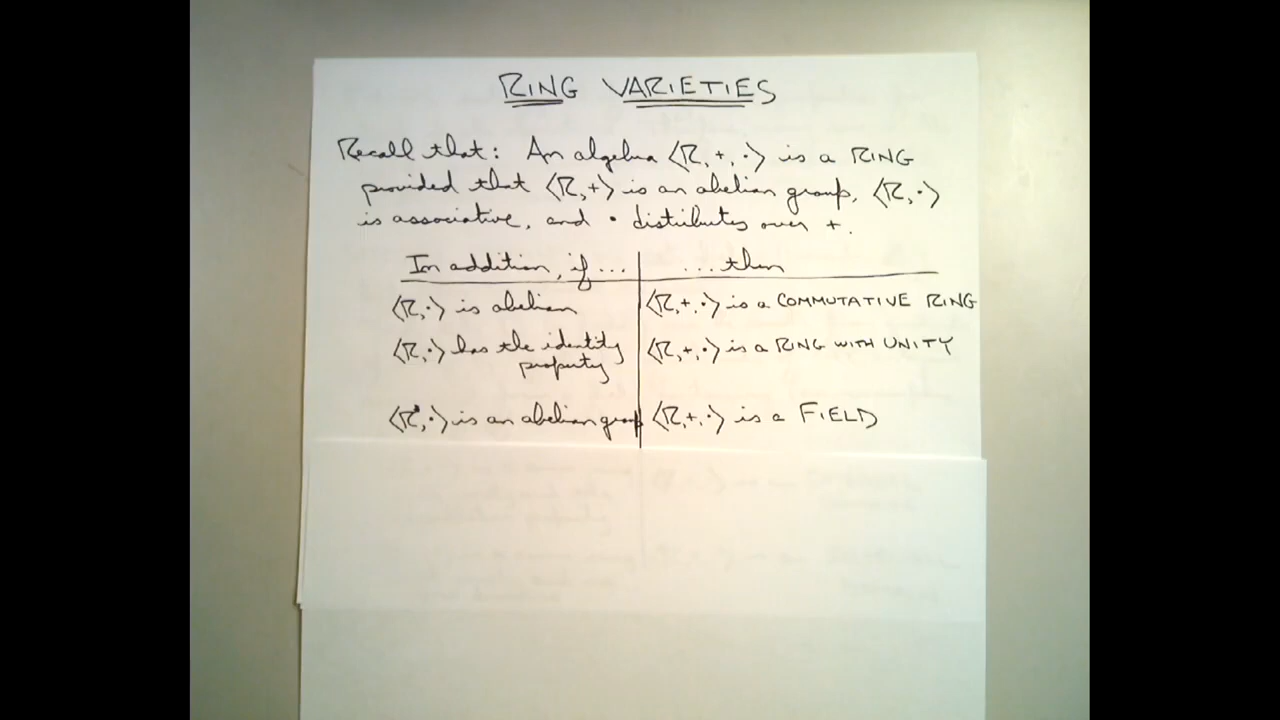 RING VARIETIES
Recall that: An algebra ⟨R, +, ·⟩ is a RING
provided that ⟨R, +⟩ is an abelian group, ⟨R, ·⟩
is associative, and · distributes over +.
In addition, if ... ... then
⟨R, ·⟩ is abelian ⟨R, +, ·⟩ is a COMMUTATIVE RING
⟨R, ·⟩ has the identity ⟨R, +, ·⟩ is a RING WITH UNITY
property
⟨R*, ·⟩ is an abelian group ⟨R, +, ·⟩ is a FIELD